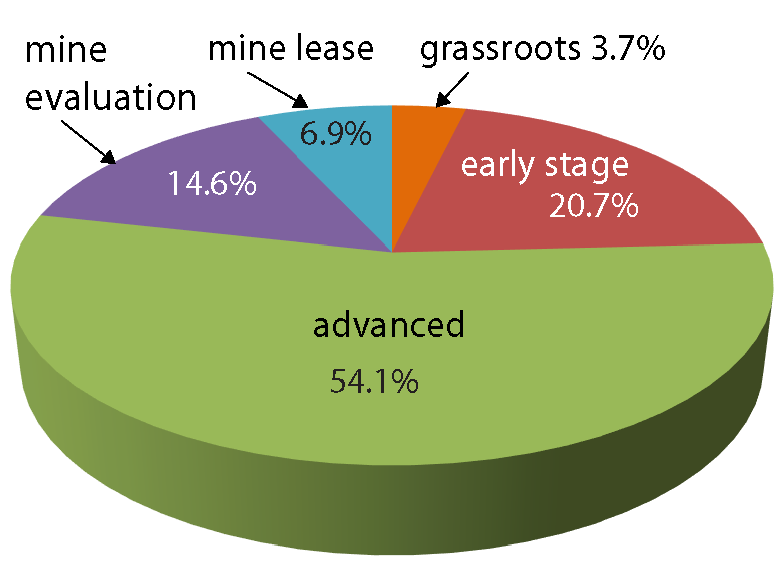 mine
evaluation
14.6%
mine lease
6.9%
grassroots 3.7%
early stage
20.7%
advanced
54.1%